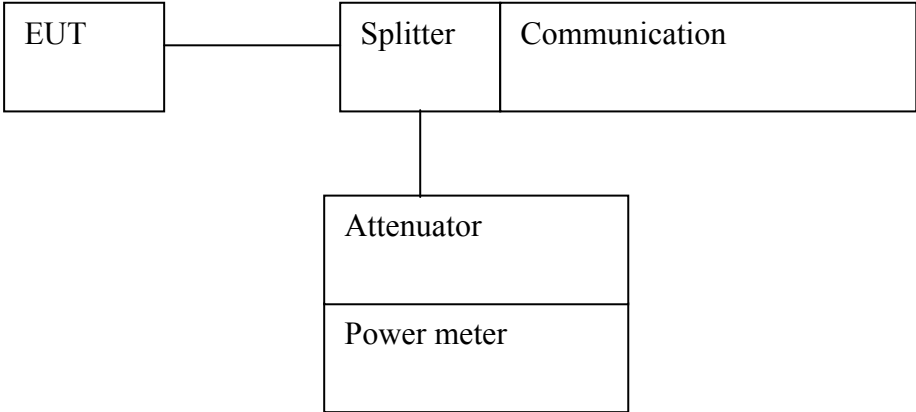 EUT
Splitter
Communication
Attenuator
Power meter